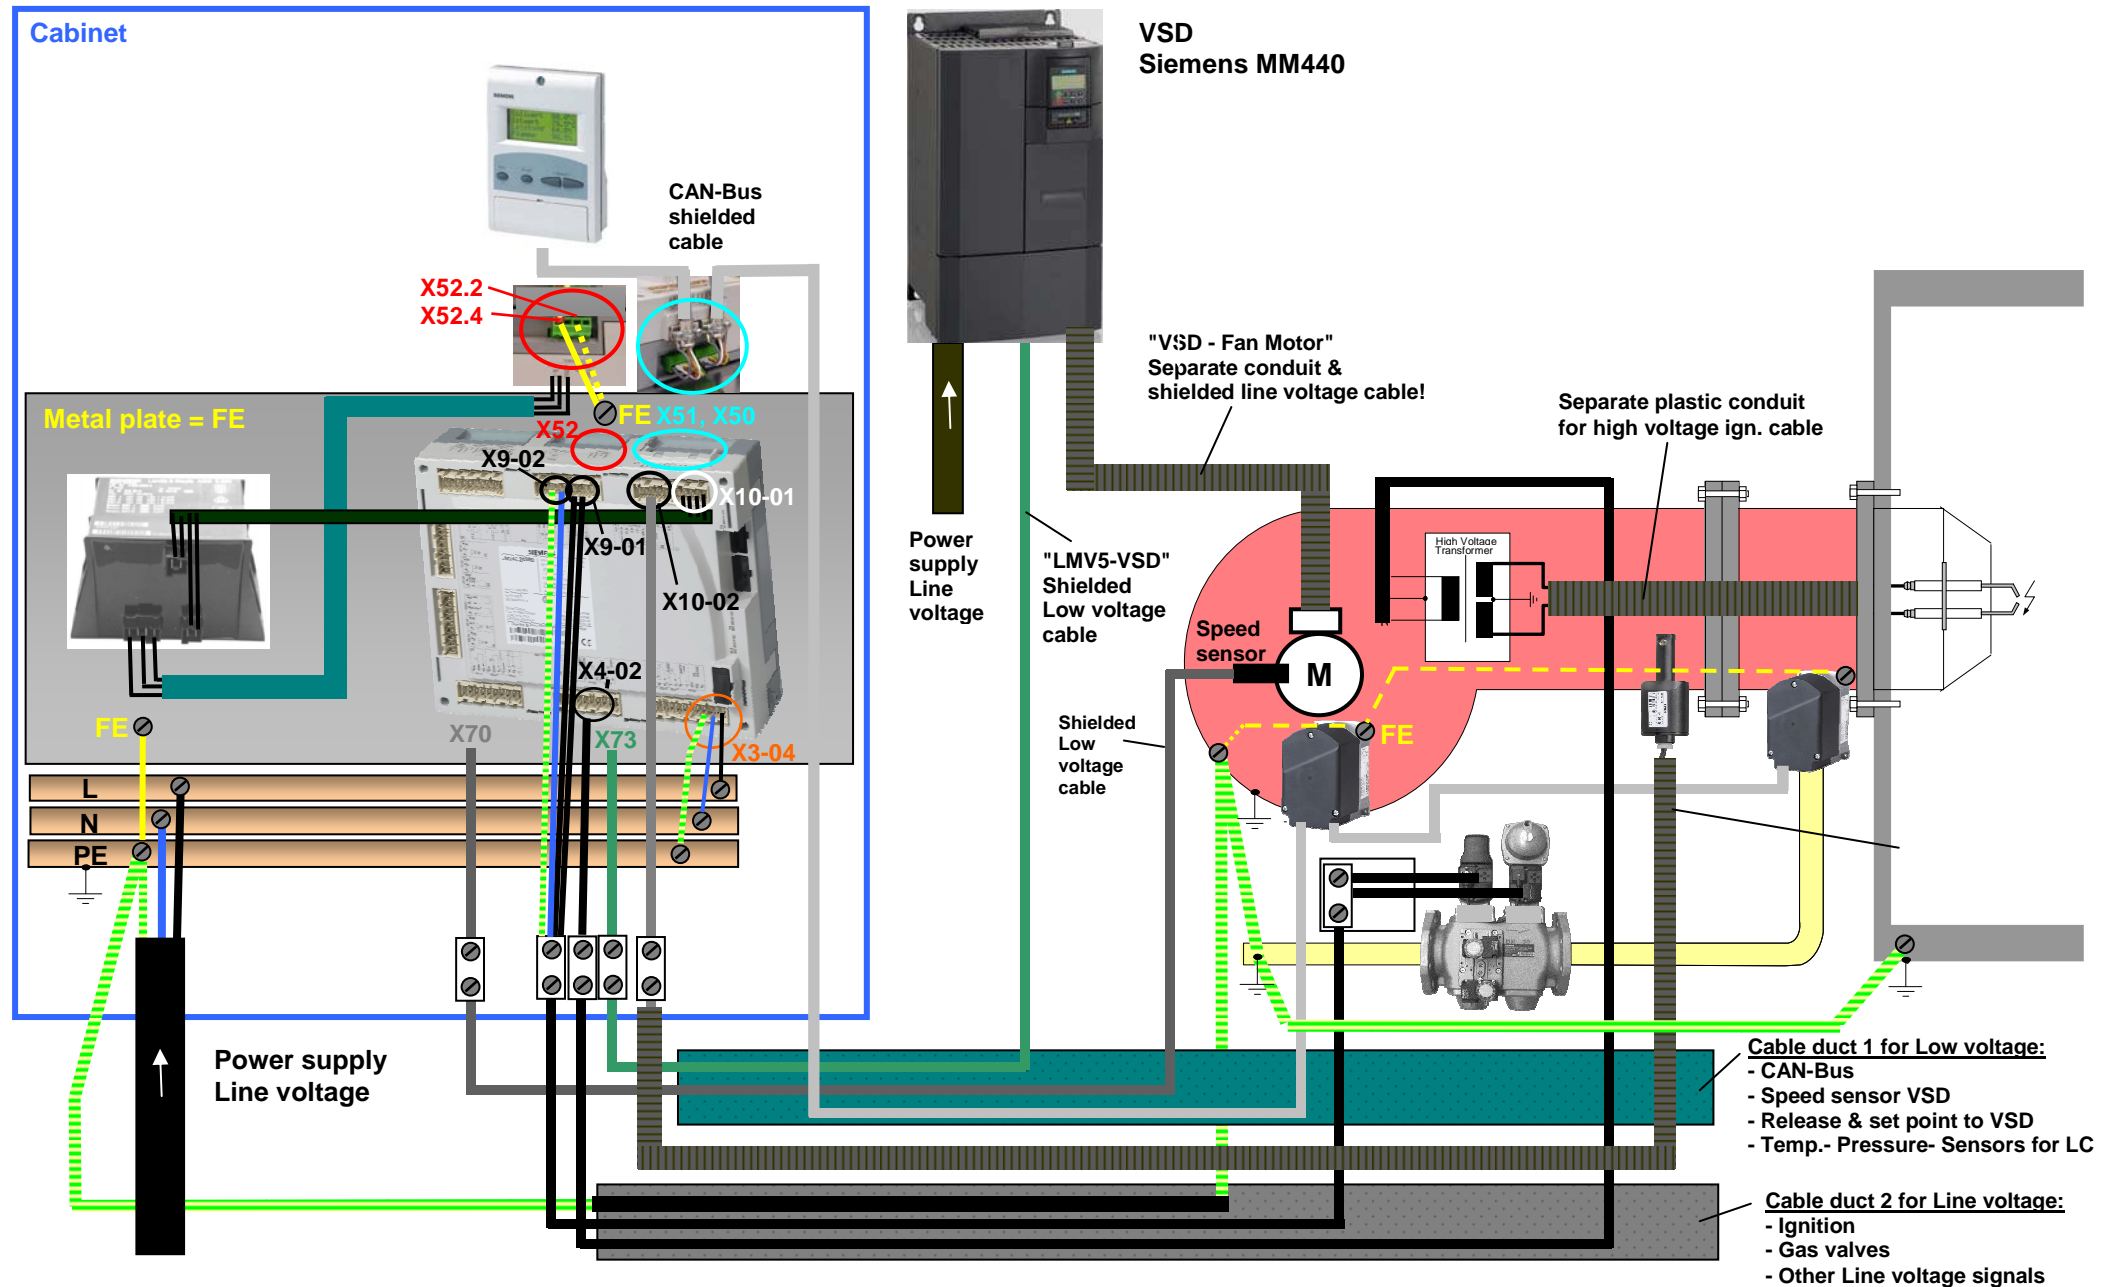 Cabinet
VSD
Siemens MM440
SIEMENS
CAN-Bus
shielded
cable
X52.2
X52.4
"VSD - Fan Motor"
Separate conduit &
shielded line voltage cable!
Separate plastic conduit
for high voltage ign. cable
Metal plate = FE
FE
X51, X50
X52
X9-02
X10-01
X9-01
X10-02
Power
supply
Line
voltage
"LMV5-VSD"
Shielded
Low voltage
cable
High Voltage
Transformer
Speed
sensor
M
X4-02
FE
X70
X73
X3-04
Shielded
Low
voltage
cable
FE
L
N
PE
Power supply
Line voltage
Cable duct 1 for Low voltage:
- CAN-Bus
- Speed sensor VSD
- Release & set point to VSD
- Temp.- Pressure- Sensors for LC
Cable duct 2 for Line voltage:
- Ignition
- Gas valves
- Other Line voltage signals